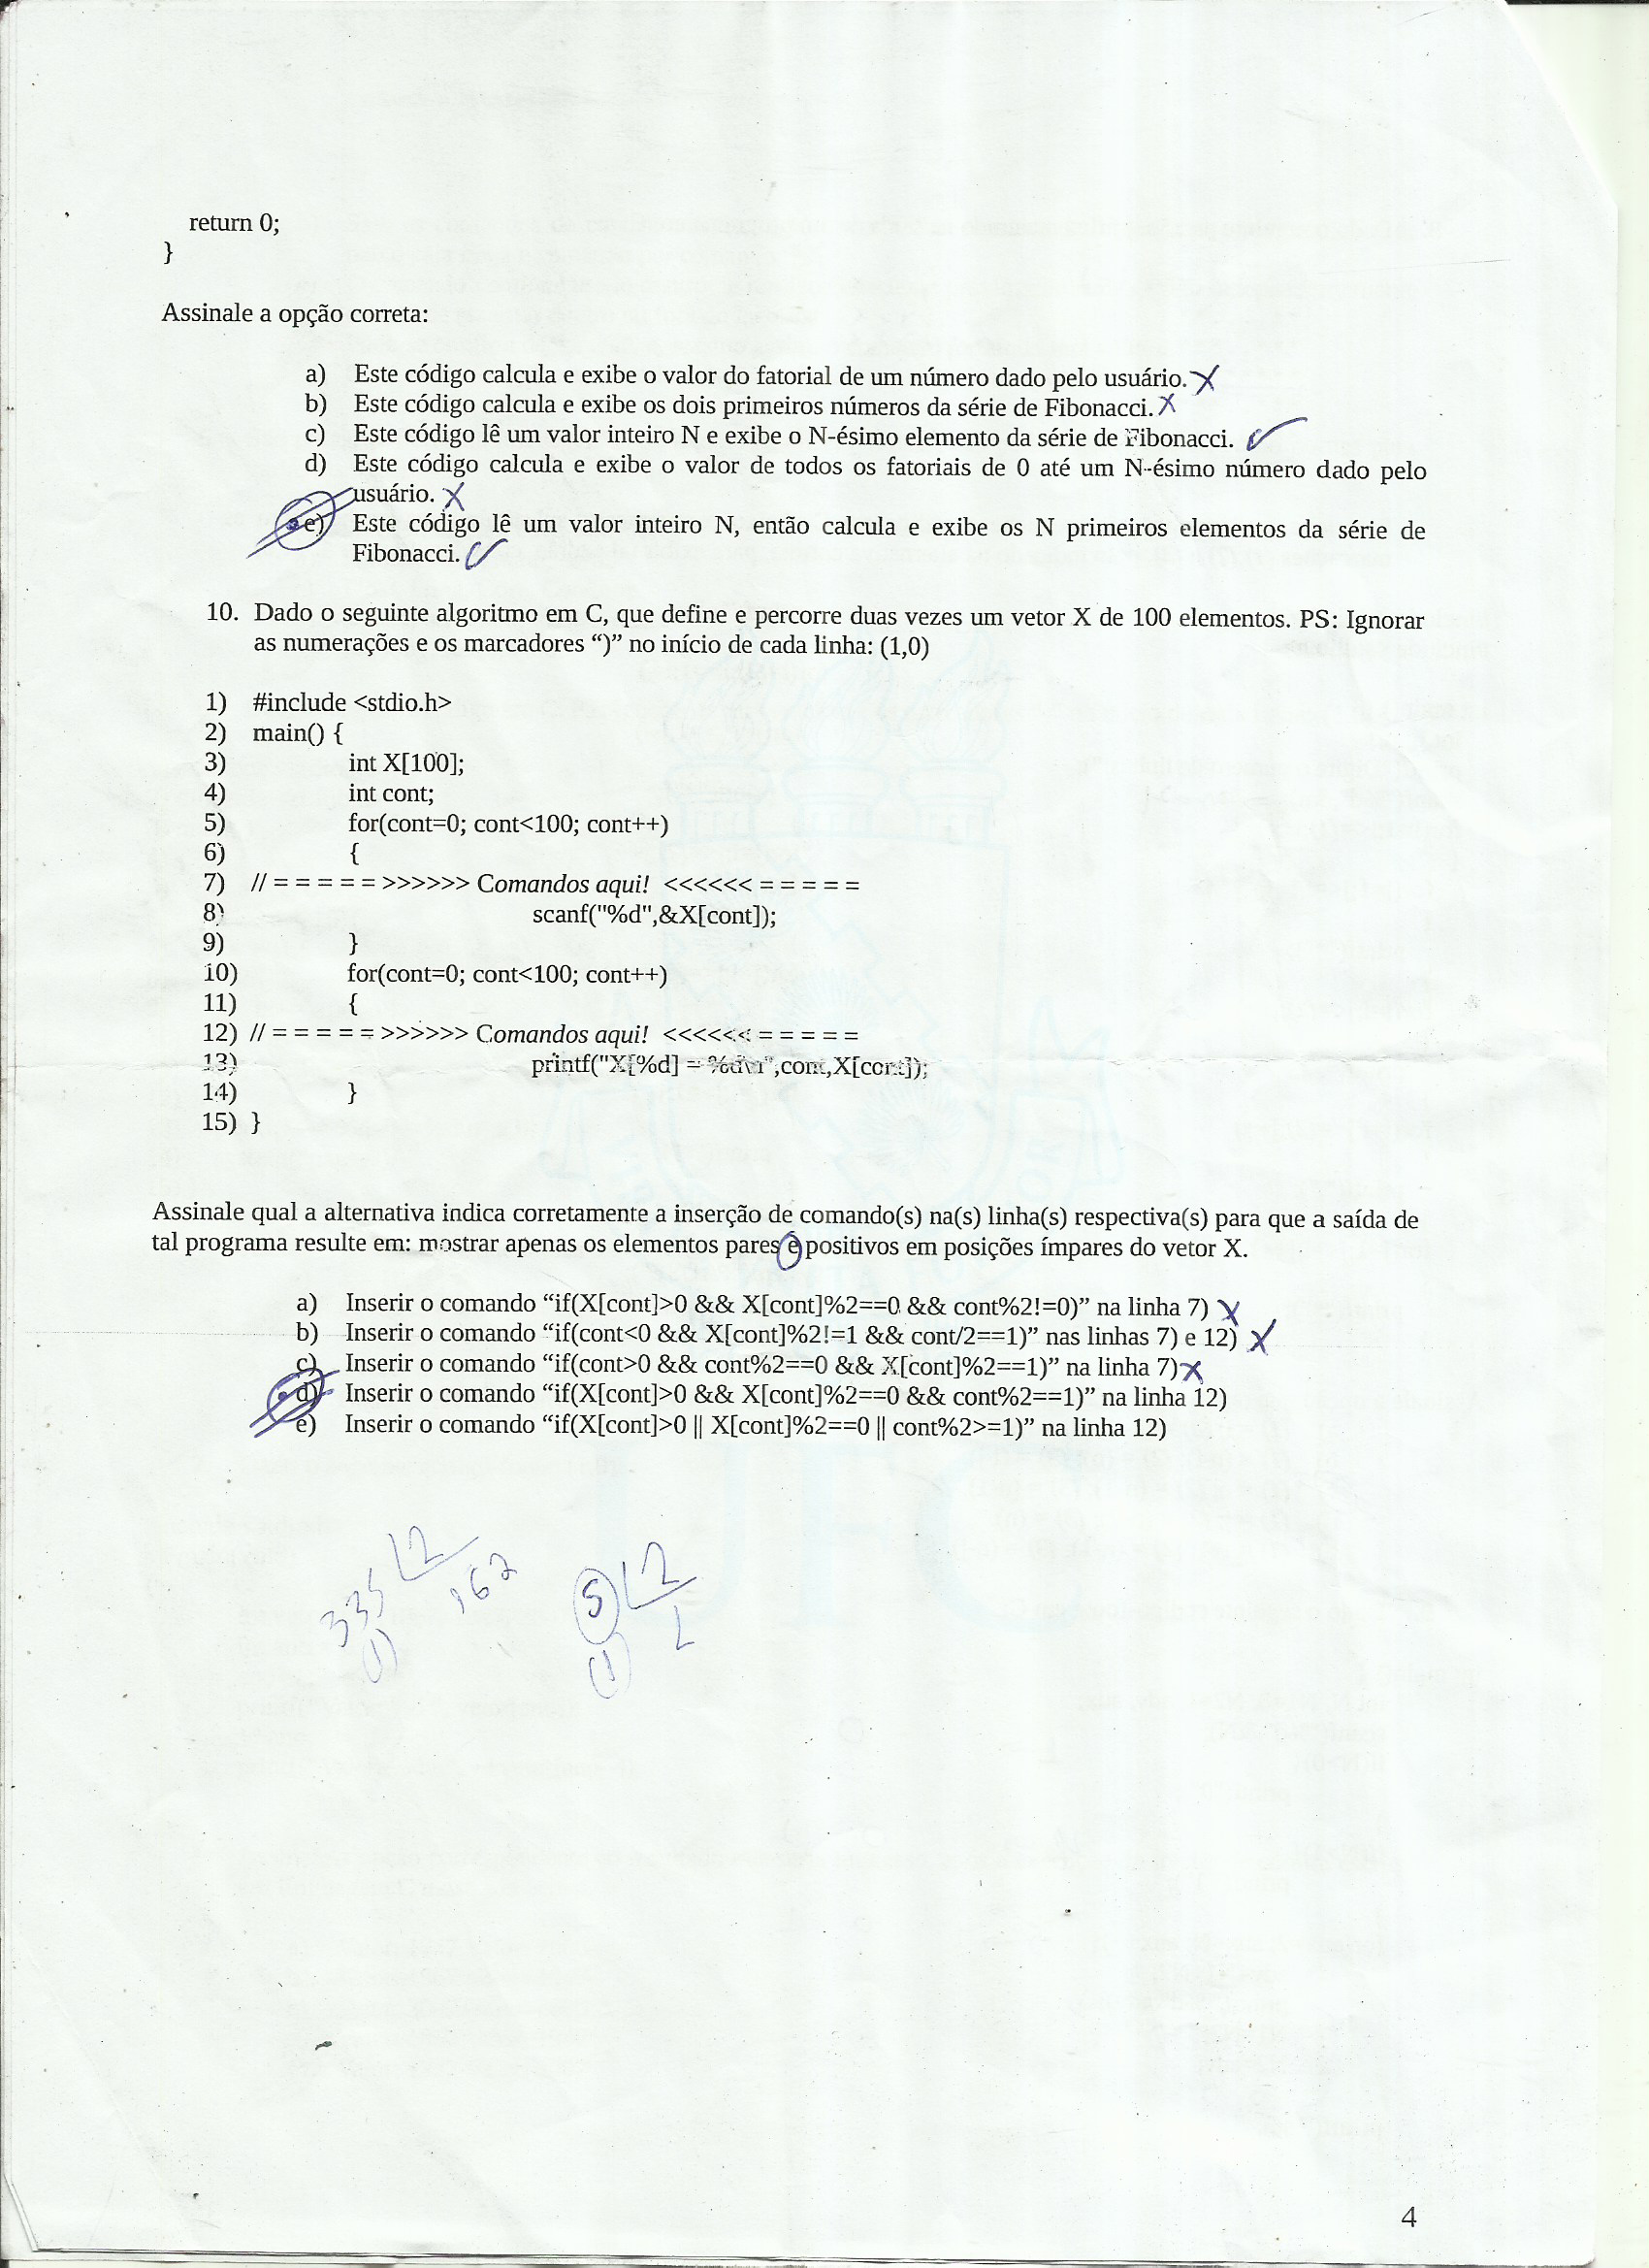 return 0;
}
Assinale a opção correta:
a) Este código calcula e exibe o valor do fatorial de um número dado pelo usuário. X
b) Este código calcula e exibe os dois primeiros números da série de Fibonacci. X
c) Este código lê um valor inteiro N e exibe o N-ésimo elemento da série de Fibonacci.
d) Este código calcula e exibe o valor de todos os fatoriais de 0 até um N-ésimo número dado pelo
usuário. X
e) Este código lê um valor inteiro N, então calcula e exibe os N primeiros elementos da série de
Fibonacci.
10. Dado o seguinte algoritmo em C, que define e percorre duas vezes um vetor X de 100 elementos. PS: Ignorar
as numerações e os marcadores “)” no início de cada linha: (1,0)
1) #include <stdio.h>
2) main() {
3) int X[100];
4) int cont;
5) for(cont=0; cont<100; cont++)
6) {
7) // = = = = = >>>>>> Comandos aqui! <<<<<< = = = = =
8) scanf("%d",&X[cont]);
9) }
10) for(cont=0; cont<100; cont++)
11) {
12) // = = = = = >>>>>> Comandos aqui! <<<<<< = = = = =
13) printf("X[%d] = %d\n",cont,X[cont]);
14) }
15) }
Assinale qual a alternativa indica corretamente a inserção de comando(s) na(s) linha(s) respectiva(s) para que a saída de
tal programa resulte em: mostrar apenas os elementos pares e positivos em posições ímpares do vetor X.
a) Inserir o comando “if(X[cont]>0 && X[cont]%2==0 && cont%2!=0)” na linha 7) X
b) Inserir o comando “if(cont<0 && X[cont]%2!=1 && cont/2==1)” nas linhas 7) e 12) X
c) Inserir o comando “if(cont>0 && cont%2==0 && X[cont]%2==1)” na linha 7) X
d) Inserir o comando “if(X[cont]>0 && X[cont]%2==0 && cont%2==1)” na linha 12)
e) Inserir o comando “if(X[cont]>0 || X[cont]%2==0 || cont%2>=1)” na linha 12)
335 2 5 2
(1) 167 (1) 2
4